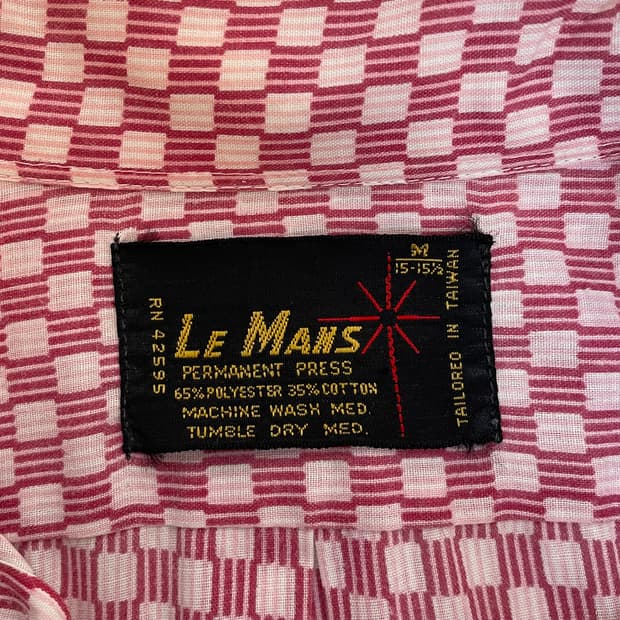 M
15-15½
LE MANS
PERMANENT PRESS
65% POLYESTER 35% COTTON
MACHINE WASH MED.
TUMBLE DRY MED.
RN 42595
TAILORED IN TAIWAN